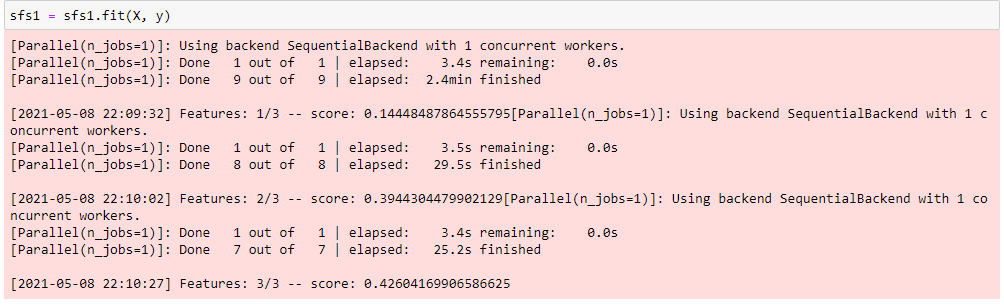 sfs1 = sfs1.fit(X, y)
[Parallel(n_jobs=1)]: Using backend SequentialBackend with 1 concurrent workers.
[Parallel(n_jobs=1)]: Done   1 out of   1 | elapsed:    3.4s remaining:    0.0s
[Parallel(n_jobs=1)]: Done   9 out of   9 | elapsed:  2.4min finished
[2021-05-08 22:09:32] Features: 1/3 -- score: 0.14448487864555795[Parallel(n_jobs=1)]: Using backend SequentialBackend with 1 c
oncurrent workers.
[Parallel(n_jobs=1)]: Done   1 out of   1 | elapsed:    3.5s remaining:    0.0s
[Parallel(n_jobs=1)]: Done   8 out of   8 | elapsed:   29.5s finished
[2021-05-08 22:10:02] Features: 2/3 -- score: 0.3944304479902129[Parallel(n_jobs=1)]: Using backend SequentialBackend with 1 co
ncurrent workers.
[Parallel(n_jobs=1)]: Done   1 out of   1 | elapsed:    3.4s remaining:    0.0s
[Parallel(n_jobs=1)]: Done   7 out of   7 | elapsed:   25.2s finished
[2021-05-08 22:10:27] Features: 3/3 -- score: 0.42604169906586625